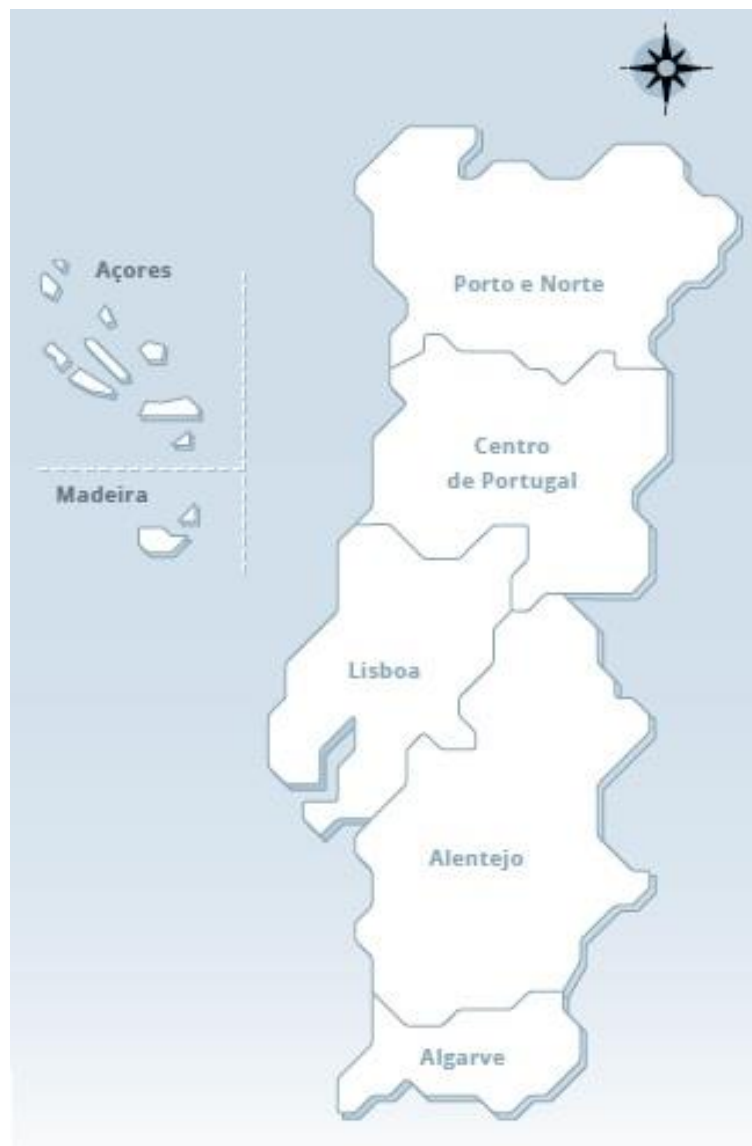 Açores
Porto e Norte
Centro
de Portugal
Madeira
Lisboa
Alentejo
Algarve